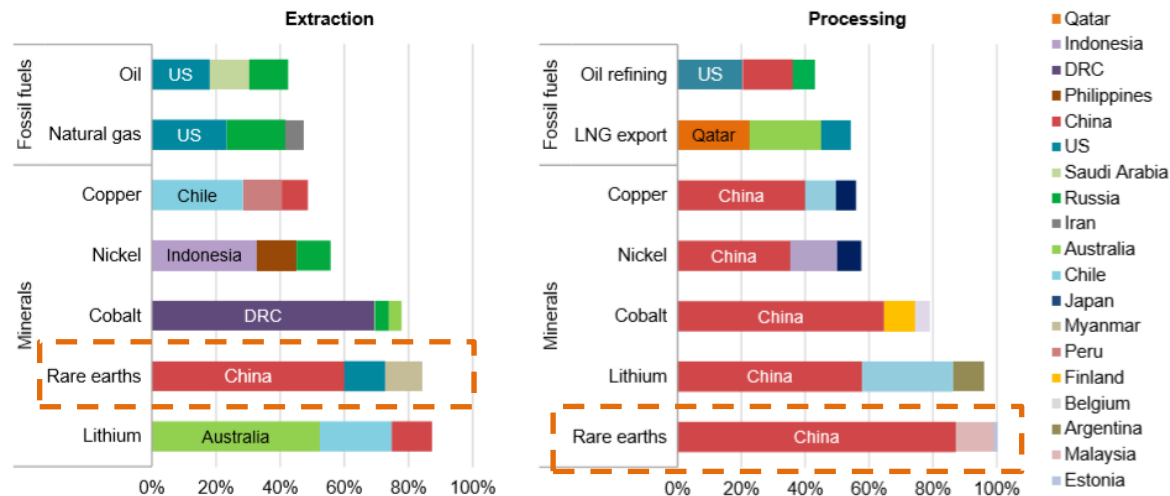 Extraction
Fossil fuels
Oil
US
Natural gas
US
Minerals
Copper
Chile
Nickel
Indonesia
Cobalt
DRC
Rare earths
China
Lithium
Australia
0% 20% 40% 60% 80% 100%
Processing
Fossil fuels
Oil refining
US
LNG export
Qatar
Minerals
Copper
China
Nickel
China
Cobalt
China
Lithium
China
Rare earths
China
0% 20% 40% 60% 80% 100%
Qatar
Indonesia
DRC
Philippines
China
US
Saudi Arabia
Russia
Iran
Australia
Chile
Japan
Myanmar
Peru
Finland
Belgium
Argentina
Malaysia
Estonia